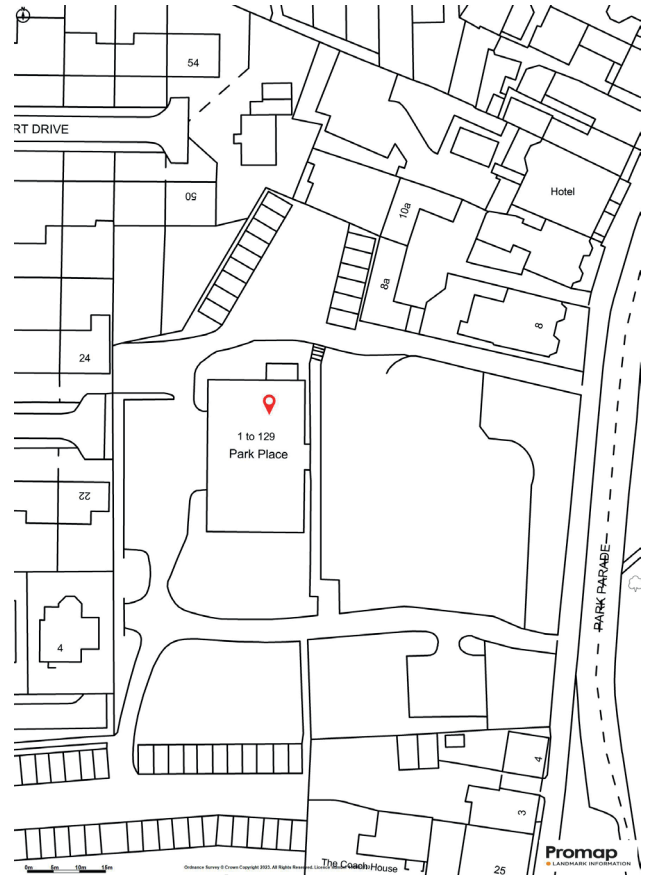 54
RT DRIVE
50
Hotel
10a
8a
8
24
1 to 129
Park Place
22
PARK PARADE
4
4
3
The Coach House
25
0m 5m 10m 15m
Ordnance Survey © Crown Copyright 2023. All Rights Reserved.
Promap
LANDMARK INFORMATION